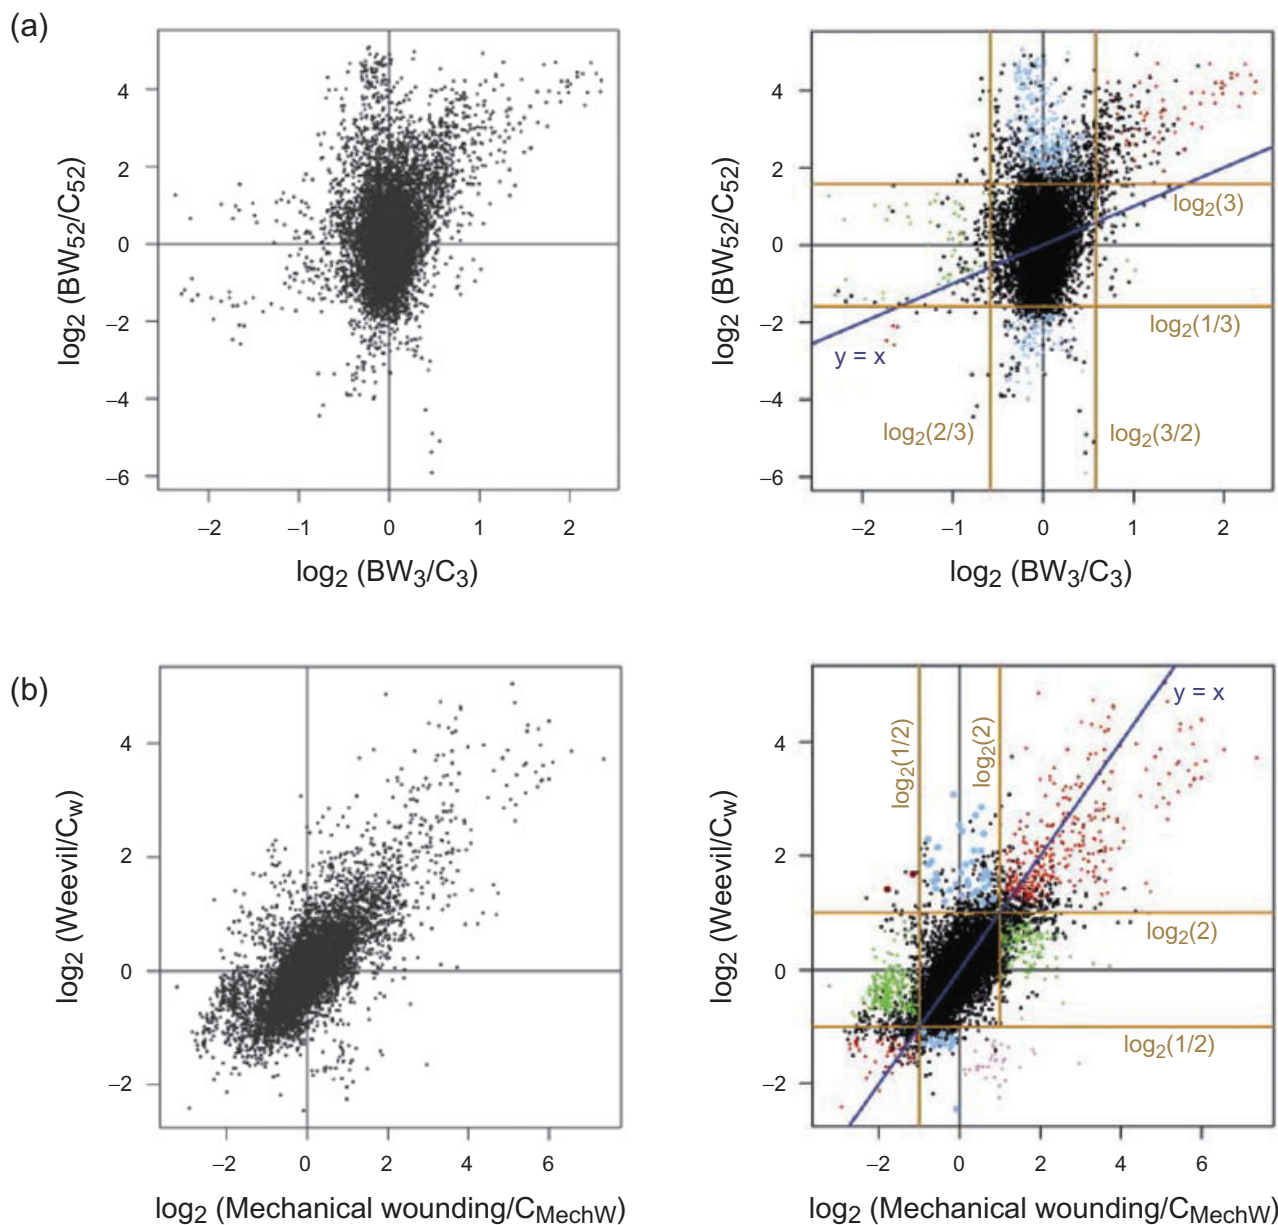 (a)
4
2
0
–2
–4
–6
log2 (BW52/C52)
–2 –1 0 1 2
log2 (BW3/C3)
4
2
0
–2
–4
–6
log2 (BW52/C52)
log2(3)
log2(1/3)
y = x
log2(2/3)
log2(3/2)
–2 –1 0 1 2
log2 (BW3/C3)
(b)
4
2
0
–2
log2 (Weevil/Cw)
–2 0 2 4 6
log2 (Mechanical wounding/CMechW)
4
2
0
–2
log2 (Weevil/Cw)
y = x
log2(1/2)
log2(2)
log2(2)
log2(1/2)
–2 0 2 4 6
log2 (Mechanical wounding/CMechW)